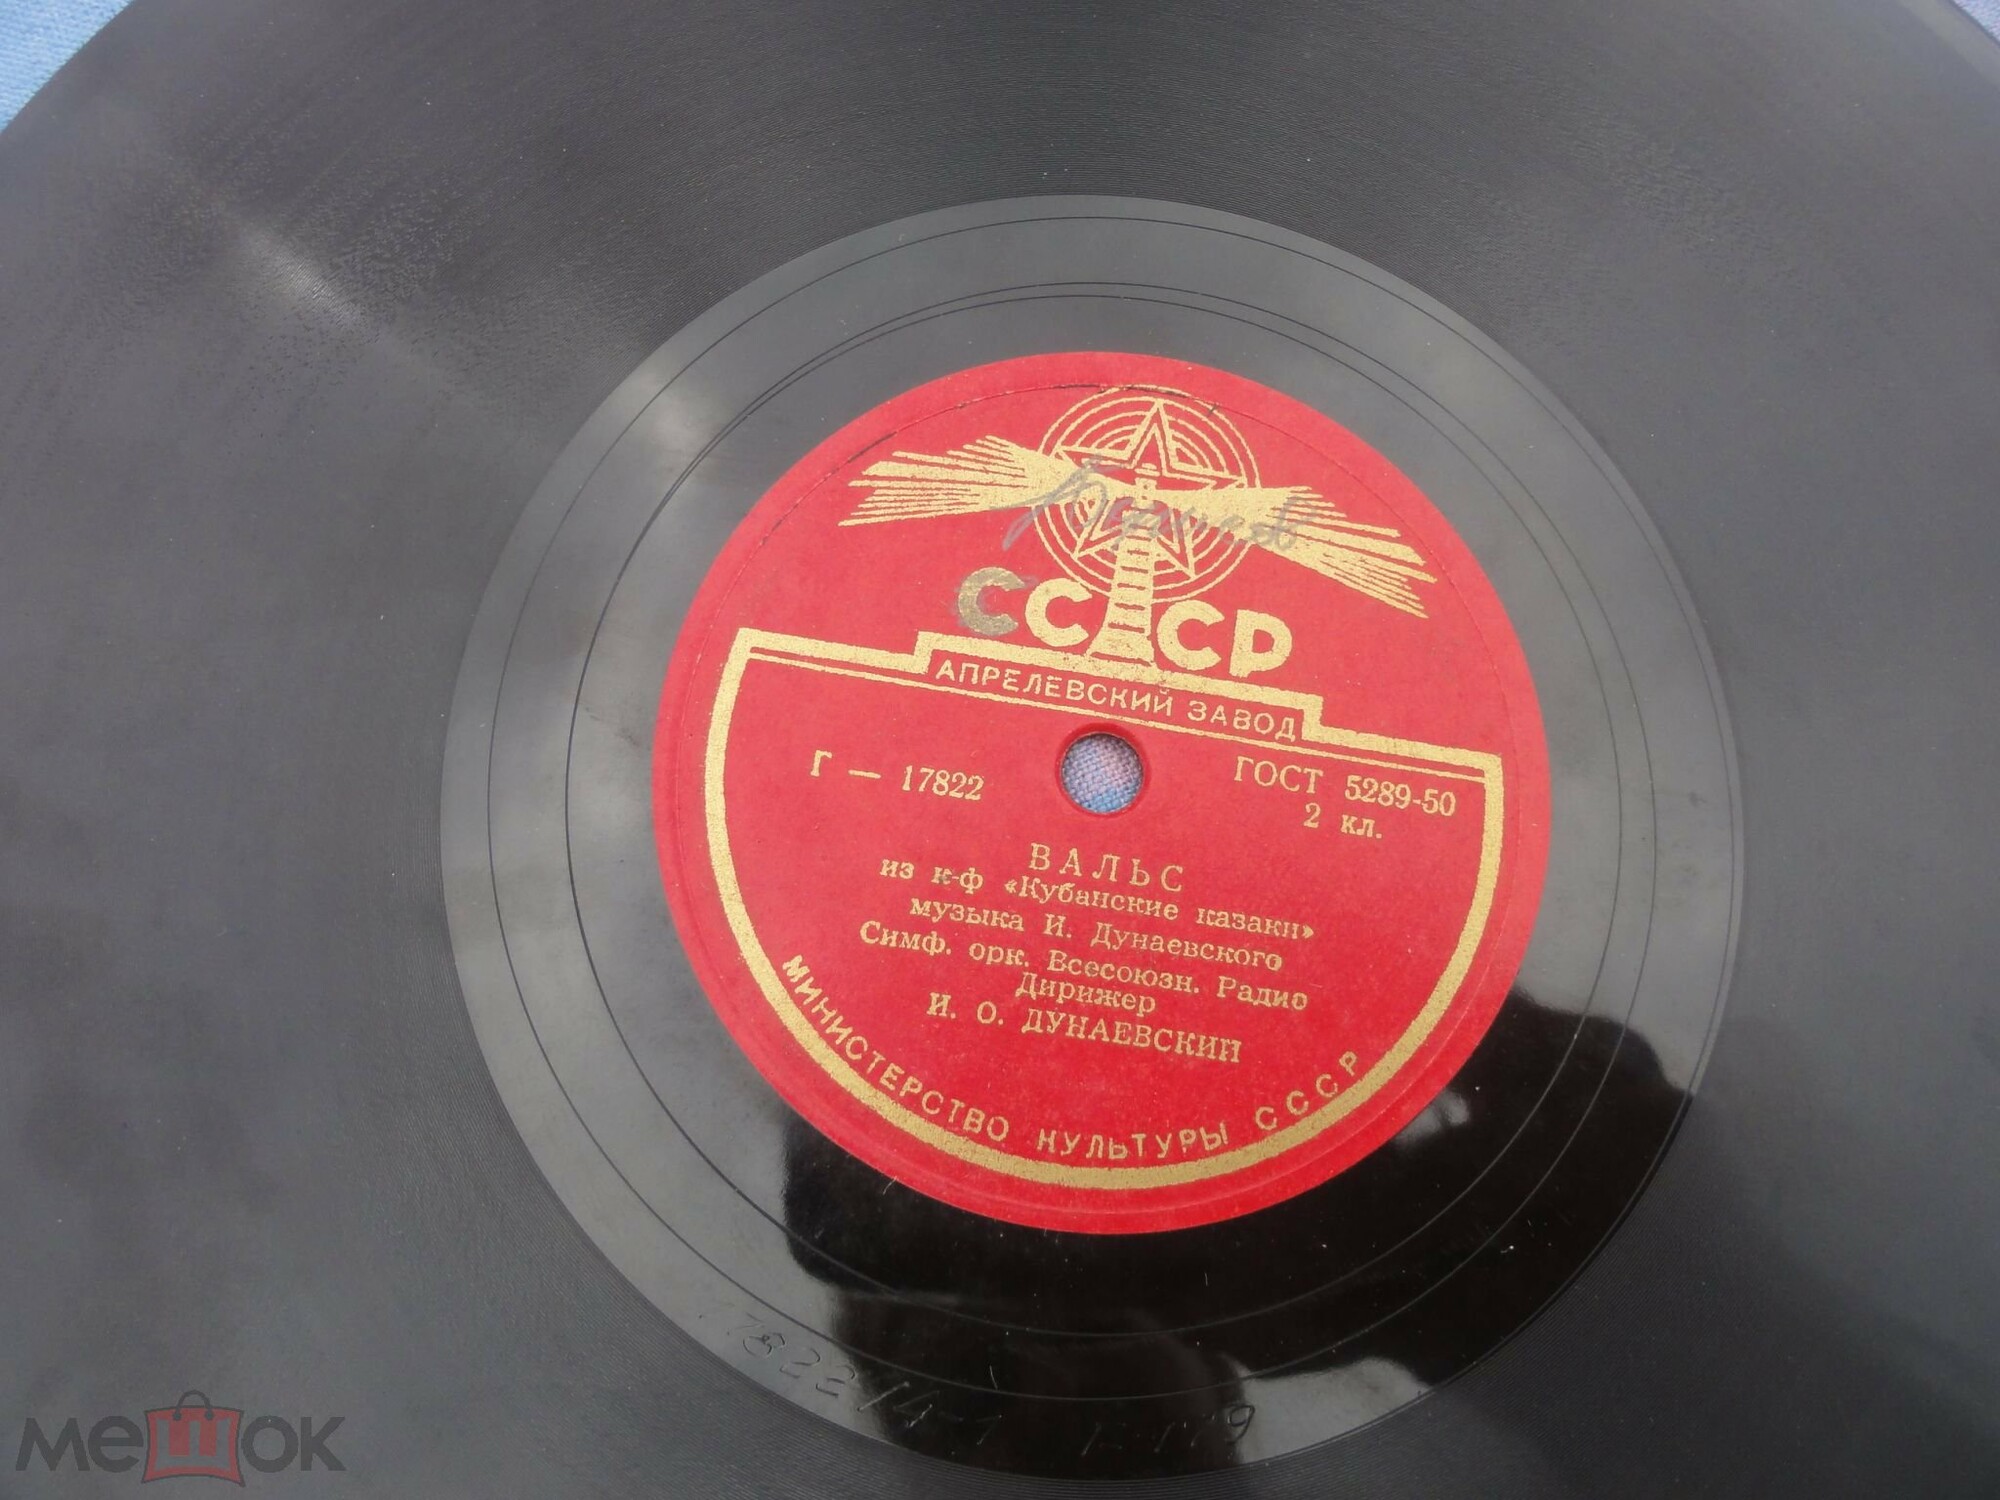 СССР
АПРЕЛЕВСКИЙ ЗАВОД
Г — 17822
ГОСТ 5289-50
2 кл.
ВАЛЬС
из к-ф «Кубанские казаки»
музыка И. Дунаевского
Симф. орк. Всесоюзн. Радио
Дирижер
И. О. ДУНАЕВСКИЙ
МИНИСТЕРСТВО КУЛЬТУРЫ СССР
мешок